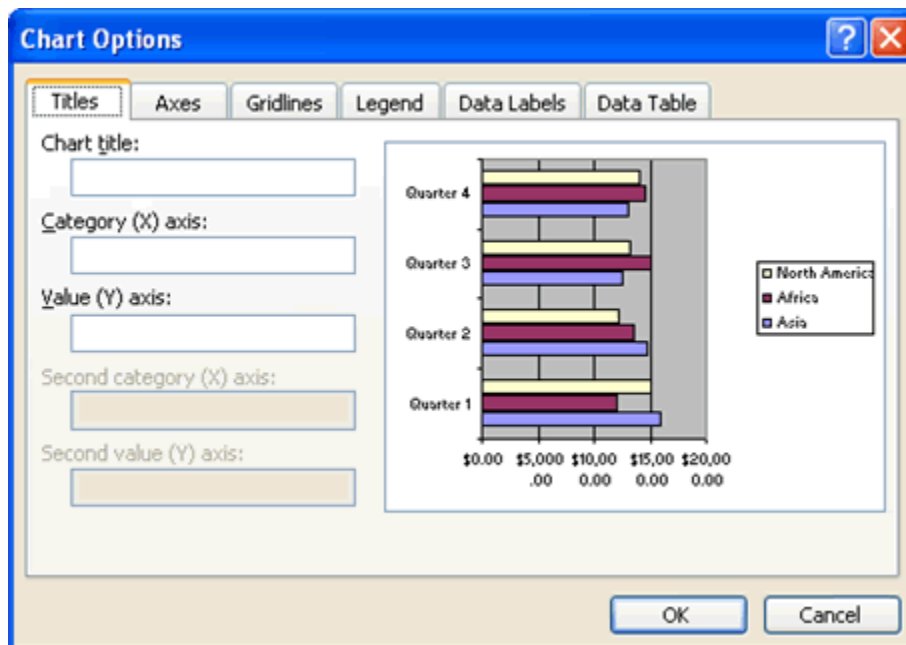 Chart Options
Titles Axes Gridlines Legend Data Labels Data Table
Chart title:
Category (X) axis:
Value (Y) axis:
Second category (X) axis:
Second value (Y) axis:
Quarter 4
Quarter 3
Quarter 2
Quarter 1
$0.00 $5,000 $10,00 $15,00 $20,00
.00 0.00 0.00 0.00
North America
Africa
Asia
OK Cancel